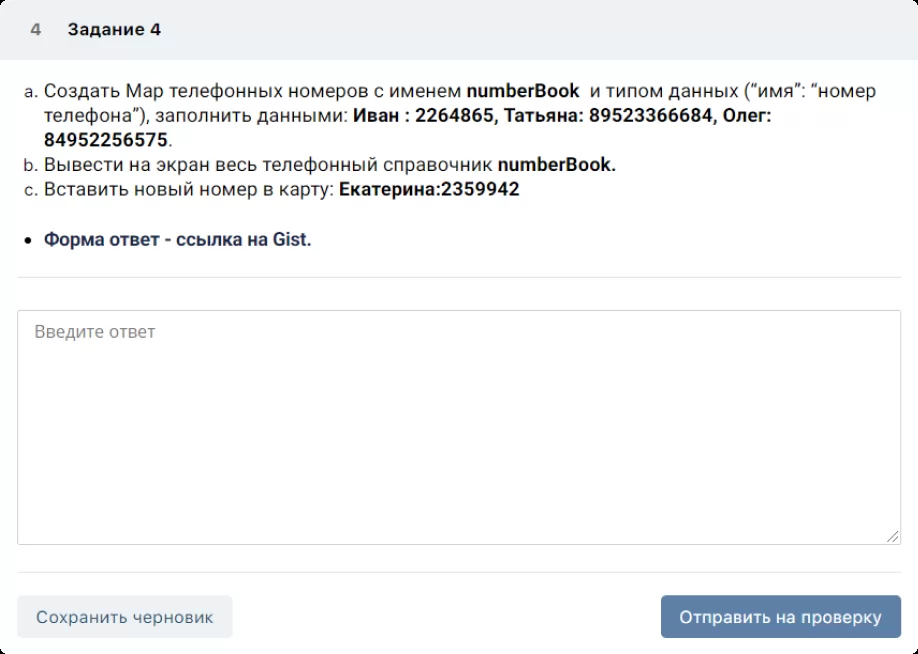 4 Задание 4
a. Создать Map телефонных номеров с именем numberBook и типом данных (“имя”: “номер
телефона”), заполнить данными: Иван : 2264865, Татьяна: 89523366684, Олег:
84952256575.
b. Вывести на экран весь телефонный справочник numberBook.
c. Вставить новый номер в карту: Екатерина:2359942
• Форма ответ - ссылка на Gist.
Введите ответ
Сохранить черновик Отправить на проверку